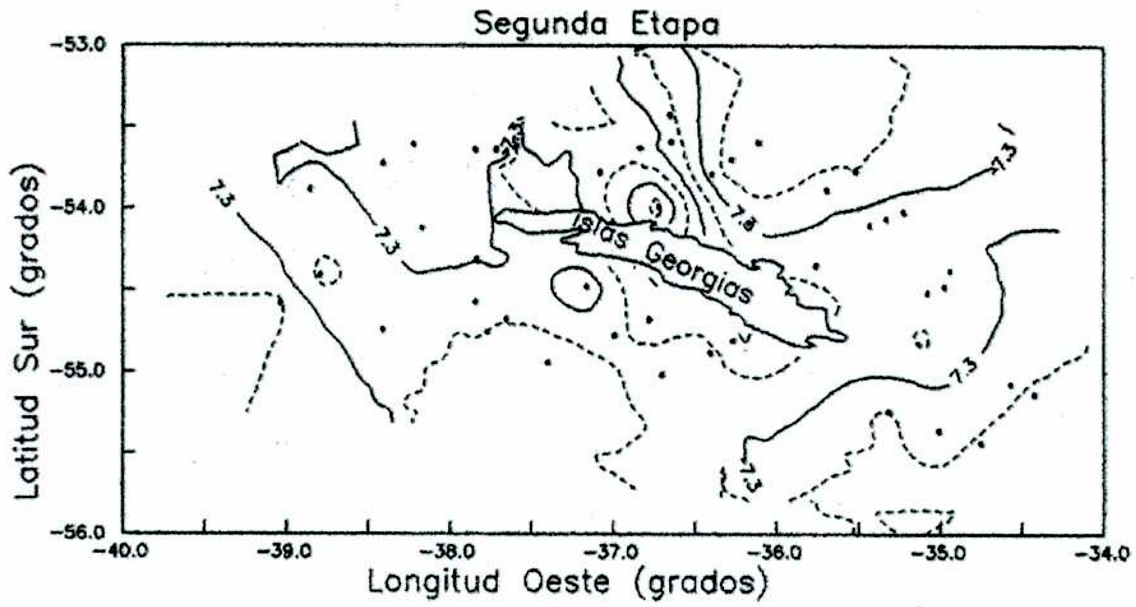 Segunda Etapa
-53.0
7.3
7.3
7.3
-54.0
7.3
7.8
Islas Georgias
-55.0
7.3
7.3
-56.0
-40.0 -39.0 -38.0 -37.0 -36.0 -35.0 -34.0
Latitud Sur (grados)
Longitud Oeste (grados)